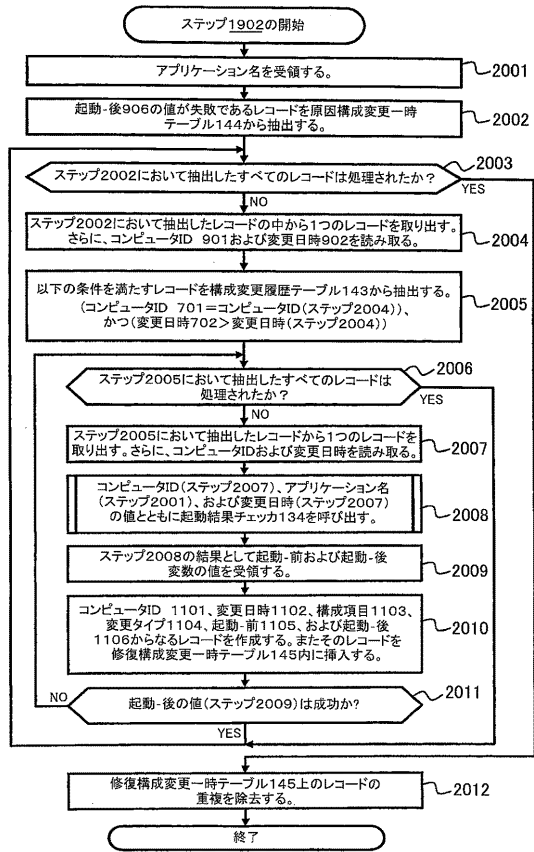 ステップ1902の開始
アプリケーション名を受領する。
2001
起動-後906の値が失敗であるレコードを原因構成変更一時
テーブル144から抽出する。
2002
2003
ステップ2002において抽出したすべてのレコードは処理されたか?
YES
NO
ステップ2002において抽出したレコードの中から1つのレコードを取り出す。
さらに、コンピュータID 901および変更日時902を読み取る。
2004
以下の条件を満たすレコードを構成変更履歴テーブル143から抽出する。
(コンピュータID 701=コンピュータID(ステップ2004))、
かつ(変更日時702>変更日時(ステップ2004))
2005
2006
ステップ2005において抽出したすべてのレコードは
処理されたか?
YES
NO
ステップ2005において抽出したレコードから1つのレコードを
取り出す。さらに、コンピュータIDおよび変更日時を読み取る。
2007
コンピュータID(ステップ2007)、アプリケーション名
(ステップ2001)、および変更日時(ステップ2007)
の値とともに起動結果チェッカ134を呼び出す。
2008
ステップ2008の結果として起動-前および起動-後
変数の値を受領する。
2009
コンピュータID 1101、変更日時1102、構成項目1103、
変更タイプ1104、起動-前1105、および起動-後
1106からなるレコードを作成する。またそのレコードを
修復構成変更一時テーブル145内に挿入する。
2010
2011
NO
起動-後の値(ステップ2009)は成功か?
YES
修復構成変更一時テーブル145上のレコードの
重複を除去する。
2012
終了